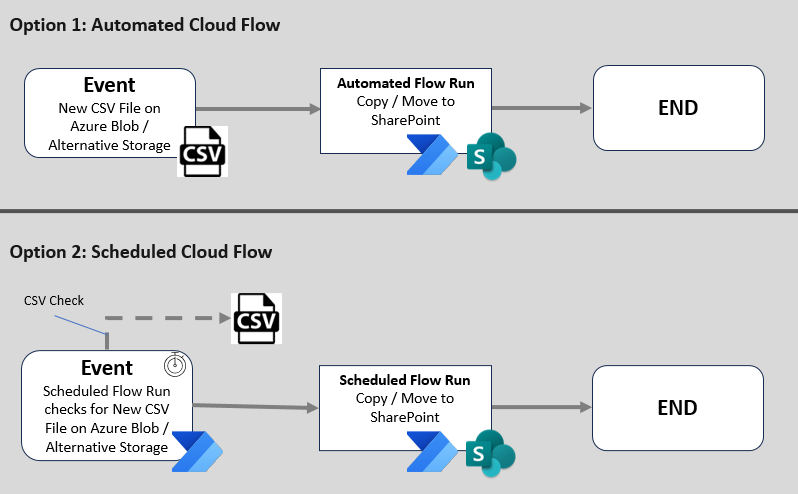 Option 1: Automated Cloud Flow
Event
New CSV File on
Azure Blob /
Alternative Storage
CSV
Automated Flow Run
Copy / Move to
SharePoint
S
END
Option 2: Scheduled Cloud Flow
CSV Check
CSV
Event
Scheduled Flow Run
checks for New CSV
File on Azure Blob /
Alternative Storage
Scheduled Flow Run
Copy / Move to
SharePoint
S
END